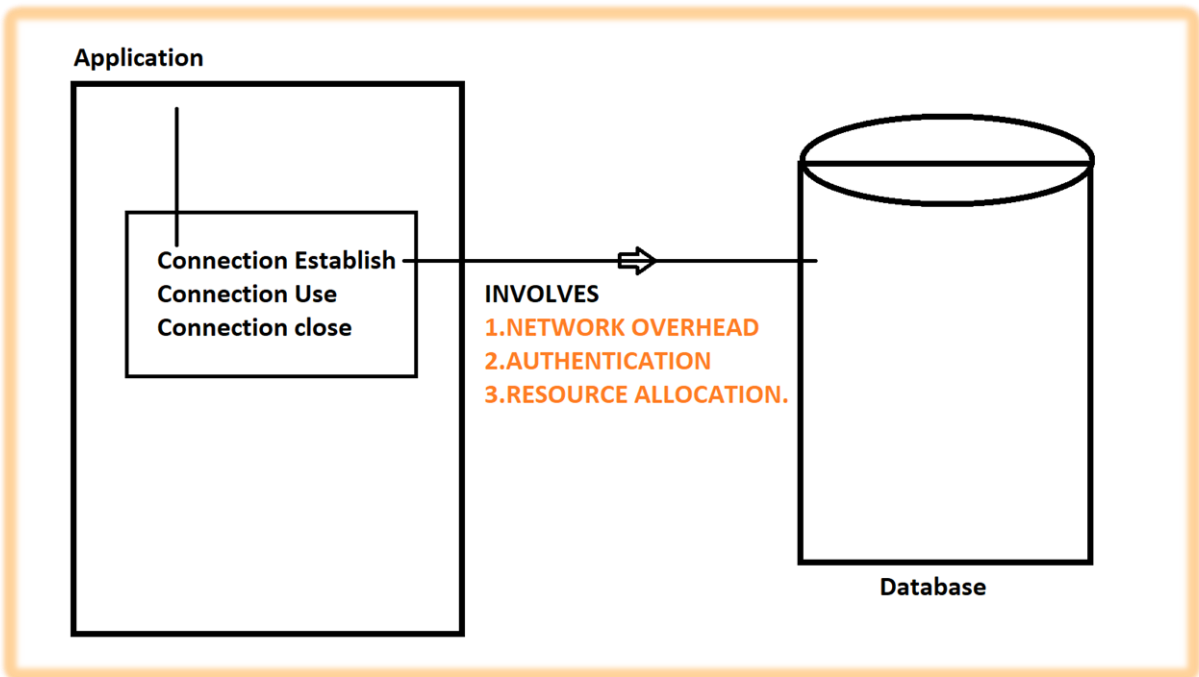 Application
Connection Establish
Connection Use
Connection close
INVOLVES
1.NETWORK OVERHEAD
2.AUTHENTICATION
3.RESOURCE ALLOCATION.
Database